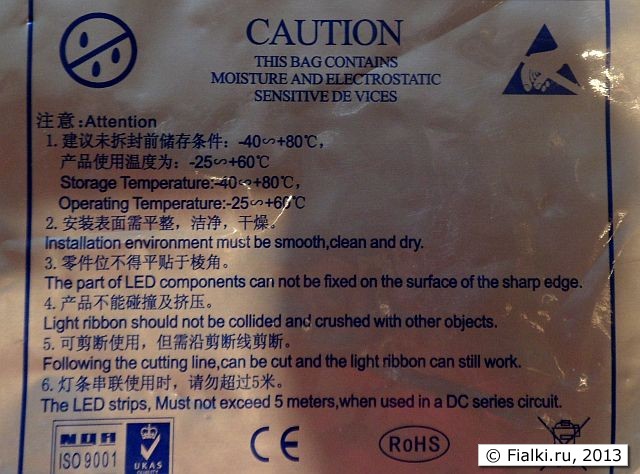 CAUTION
THIS BAG CONTAINS
MOISTURE AND ELECTROSTATIC
SENSITIVE DE VICES
注意:Attention
1. 建议未拆封前储存条件：-40∽+80℃，
产品使用温度为：-25∽+60℃
Storage Temperature:-40∽+80℃,
Operating Temperature:-25∽+60℃
2. 安装表面需平整，洁净，干燥。
Installation environment must be smooth,clean and dry.
3. 零件位不得平贴于棱角。
The part of LED components can not be fixed on the surface of the sharp edge.
4. 产品不能碰撞及挤压。
Light ribbon should not be collided and crushed with other objects.
5. 可剪断使用，但需沿剪断线剪断。
Following the cutting line,can be cut and the light ribbon can still work.
6. 灯条串联使用时，请勿超过5米。
The LED strips, Must not exceed 5 meters,when used in a DC series circuit.
NQA
ISO 9001
UKAS
CE
RoHS
© Fialki.ru, 2013